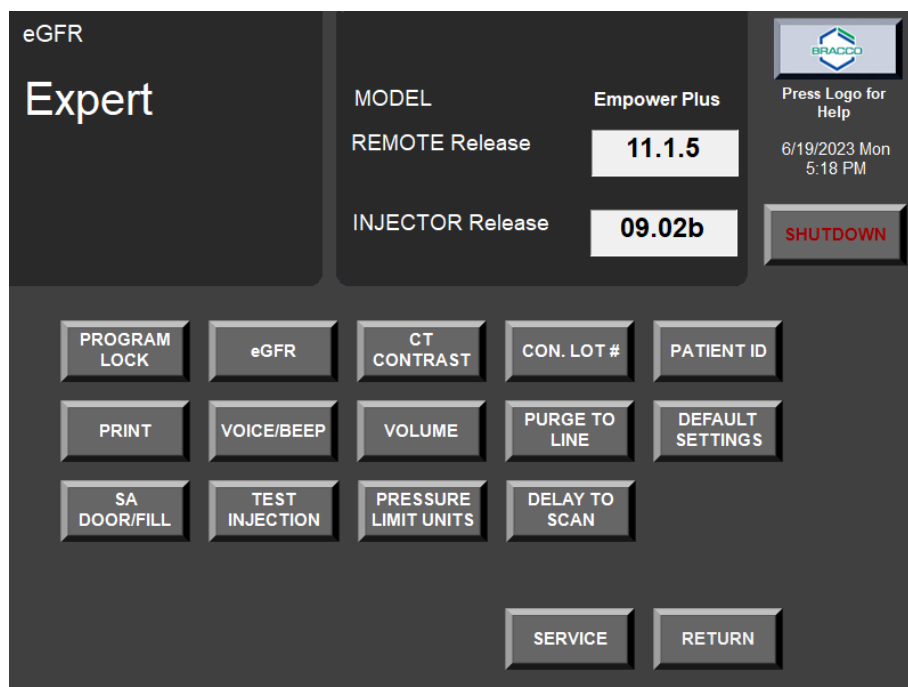 eGFR
Expert
MODEL
Empower Plus
REMOTE Release
11.1.5
INJECTOR Release
09.02b
BRACCO
Press Logo for
Help
6/19/2023 Mon
5:18 PM
SHUTDOWN
PROGRAM
LOCK
eGFR
CT
CONTRAST
CON. LOT #
PATIENT ID
PRINT
VOICE/BEEP
VOLUME
PURGE TO
LINE
DEFAULT
SETTINGS
SA
DOOR/FILL
TEST
INJECTION
PRESSURE
LIMIT UNITS
DELAY TO
SCAN
SERVICE
RETURN